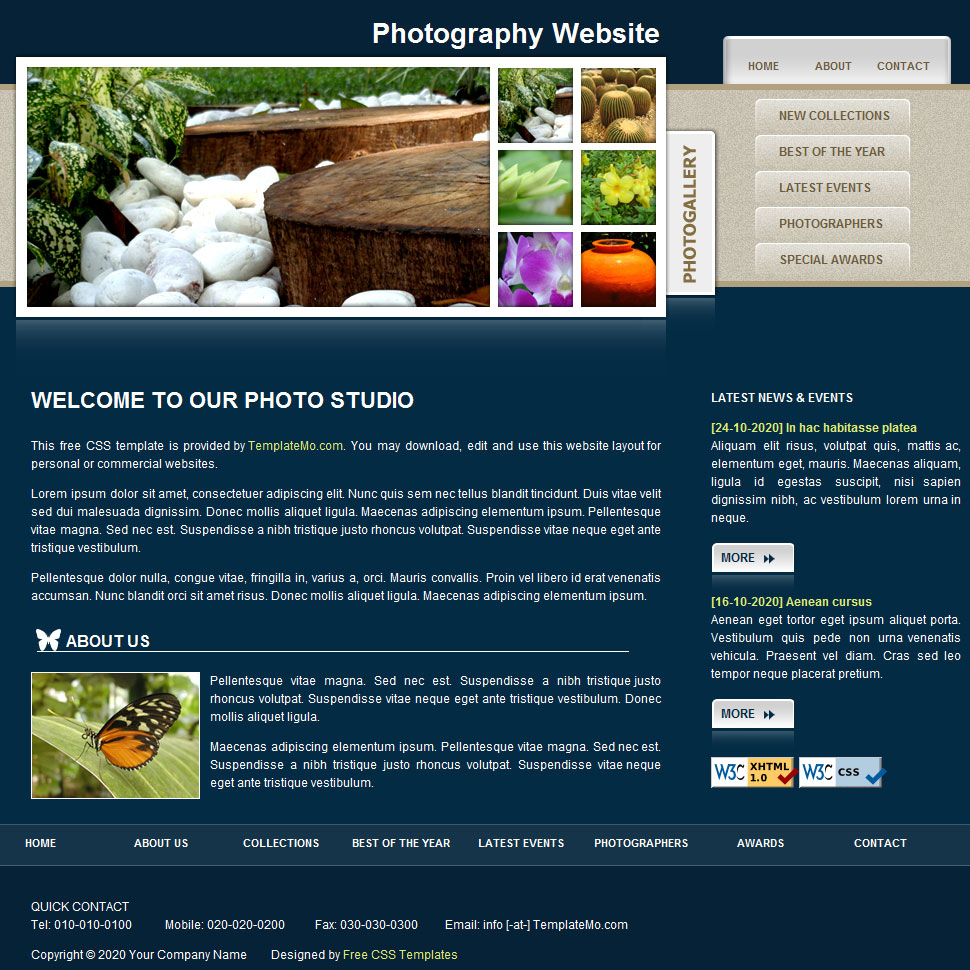 Photography Website
HOME ABOUT CONTACT
NEW COLLECTIONS
BEST OF THE YEAR
LATEST EVENTS
PHOTOGRAPHERS
SPECIAL AWARDS
PHOTOGALLERY
WELCOME TO OUR PHOTO STUDIO
This free CSS template is provided by TemplateMo.com. You may download, edit and use this website layout for
personal or commercial websites.
Lorem ipsum dolor sit amet, consectetuer adipiscing elit. Nunc quis sem nec tellus blandit tincidunt. Duis vitae velit
sed dui malesuada dignissim. Donec mollis aliquet ligula. Maecenas adipiscing elementum ipsum. Pellentesque
vitae magna. Sed nec est. Suspendisse a nibh tristique justo rhoncus volutpat. Suspendisse vitae neque eget ante
tristique vestibulum.
Pellentesque dolor nulla, congue vitae, fringilla in, varius a, orci. Mauris convallis. Proin vel libero id erat venenatis
accumsan. Nunc blandit orci sit amet risus. Donec mollis aliquet ligula. Maecenas adipiscing elementum ipsum.
ABOUT US
Pellentesque vitae magna. Sed nec est. Suspendisse a nibh tristique justo
rhoncus volutpat. Suspendisse vitae neque eget ante tristique vestibulum. Donec
mollis aliquet ligula.
Maecenas adipiscing elementum ipsum. Pellentesque vitae magna. Sed nec est.
Suspendisse a nibh tristique justo rhoncus volutpat. Suspendisse vitae neque
eget ante tristique vestibulum.
LATEST NEWS & EVENTS
[24-10-2020] In hac habitasse platea
Aliquam elit risus, volutpat quis, mattis ac,
elementum eget, mauris. Maecenas aliquam,
ligula id egestas suscipit, nisi sapien
dignissim nibh, ac vestibulum lorem urna in
neque.
MORE
[16-10-2020] Aenean cursus
Aenean eget tortor eget ipsum aliquet porta.
Vestibulum quis pede non urna venenatis
vehicula. Praesent vel diam. Cras sed leo
tempor neque placerat pretium.
MORE
W3C XHTML 1.0 W3C CSS
HOME ABOUT US COLLECTIONS BEST OF THE YEAR LATEST EVENTS PHOTOGRAPHERS AWARDS CONTACT
QUICK CONTACT
Tel: 010-010-0100 Mobile: 020-020-0200 Fax: 030-030-0300 Email: info [-at-] TemplateMo.com
Copyright © 2020 Your Company Name Designed by Free CSS Templates